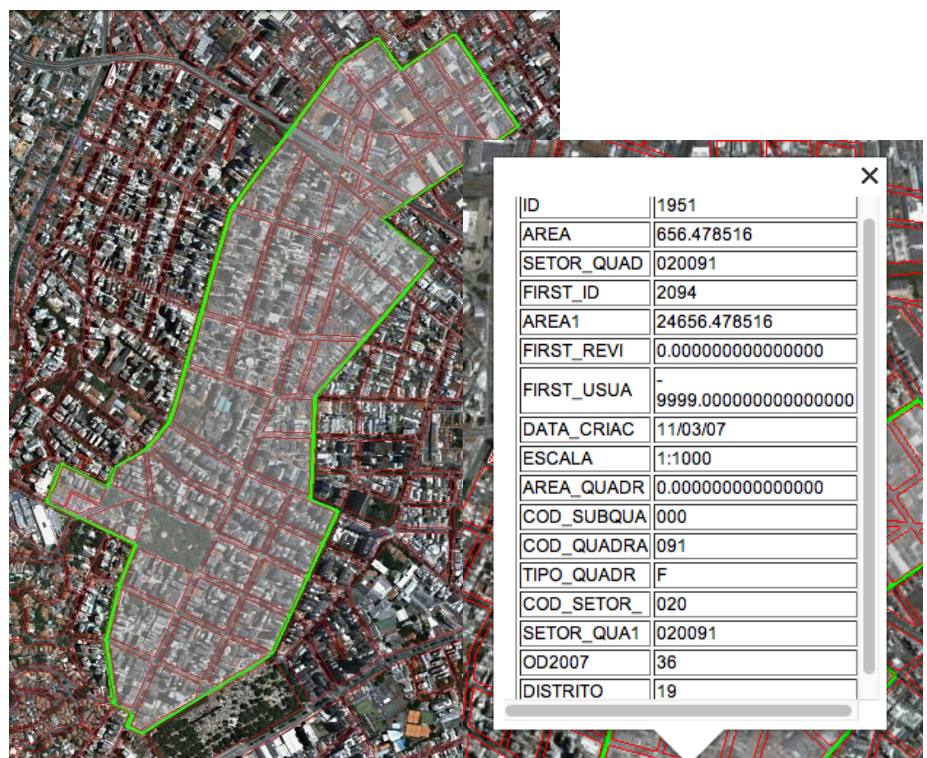 ID 1951
AREA 656.478516
SETOR_QUAD 020091
FIRST_ID 2094
AREA1 24656.478516
FIRST_REVI 0.000000000000000
FIRST_USUA -
9999.000000000000000
DATA_CRIAC 11/03/07
ESCALA 1:1000
AREA_QUADR 0.000000000000000
COD_SUBQUA 000
COD_QUADRA 091
TIPO_QUADR F
COD_SETOR_ 020
SETOR_QUA1 020091
OD2007 36
DISTRITO 19